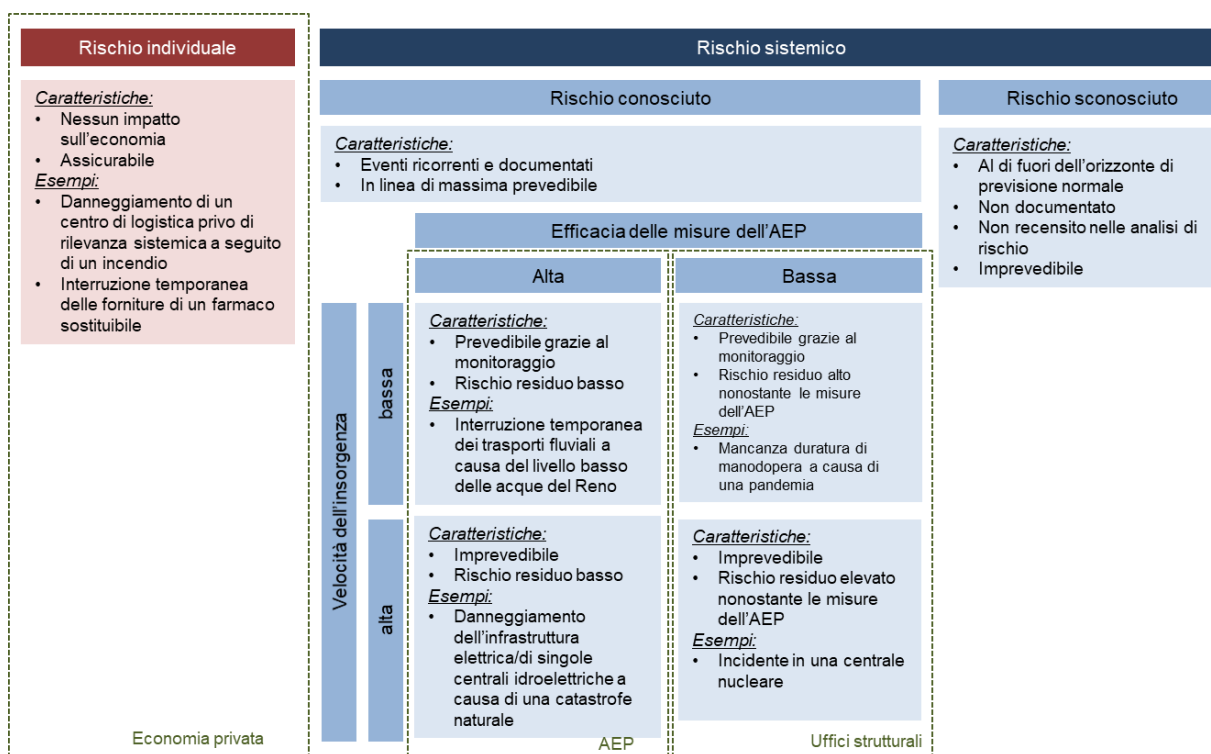 Rischio individuale
Caratteristiche:
• Nessun impatto
sull'economia
• Assicurabile
Esempi:
• Danneggiamento di un
centro di logistica privo di
rilevanza sistemica a seguito
di un incendio
• Interruzione temporanea
delle forniture di un farmaco
sostituibile
Economia privata
Rischio sistemico
Rischio conosciuto
Caratteristiche:
• Eventi ricorrenti e documentati
• In linea di massima prevedibile
Efficacia delle misure dell'AEP
Alta
Bassa
Velocità dell'insorgenza
bassa
Caratteristiche:
• Prevedibile grazie al
monitoraggio
• Rischio residuo basso
Esempi:
• Interruzione temporanea
dei trasporti fluviali a
causa del livello basso
delle acque del Reno
Caratteristiche:
• Prevedibile grazie al
monitoraggio
• Rischio residuo alto
nonostante le misure
dell'AEP
Esempi:
• Mancanza duratura di
manodopera a causa di
una pandemia
alta
Caratteristiche:
• Imprevedibile
• Rischio residuo basso
Esempi:
• Danneggiamento
dell'infrastruttura
elettrica/di singole
centrali idroelettriche a
causa di una catastrofe
naturale
AEP
Caratteristiche:
• Imprevedibile
• Rischio residuo elevato
nonostante le misure
dell'AEP
Esempi:
• Incidente in una centrale
nucleare
Uffici strutturali
Rischio sconosciuto
Caratteristiche:
• Al di fuori dell'orizzonte di
previsione normale
• Non documentato
• Non recensito nelle analisi di
rischio
• Imprevedibile